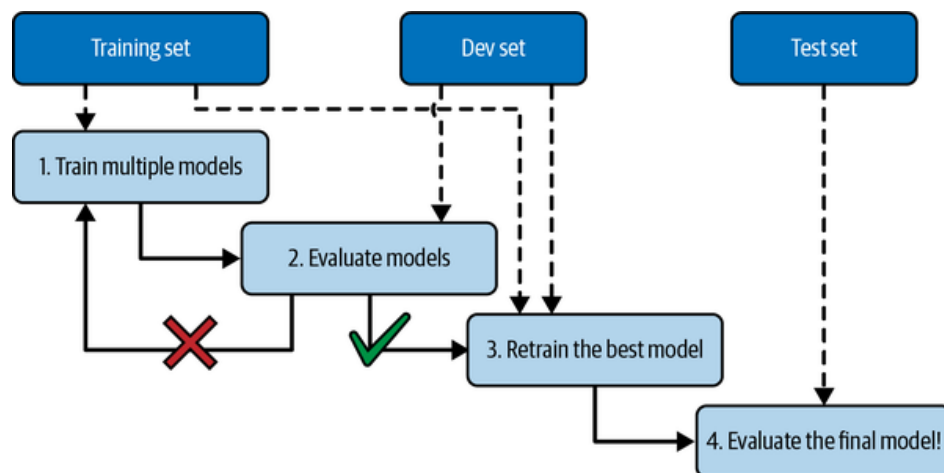 Training set
Dev set
Test set
1. Train multiple models
2. Evaluate models
3. Retrain the best model
4. Evaluate the final model!